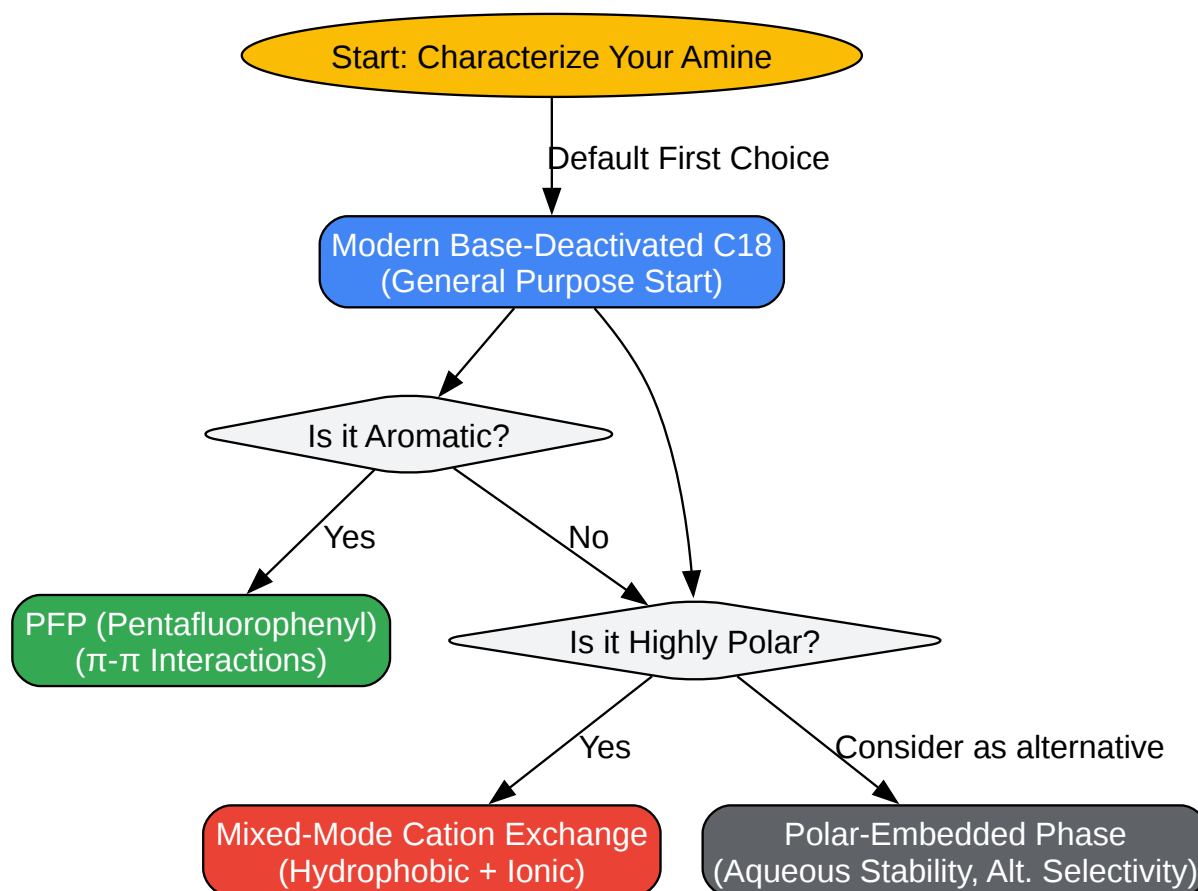 Start: Characterize Your Amine
Default First Choice
Modern Base-Deactivated C18
(General Purpose Start)
Is it Aromatic?
Yes
No
PFP (Pentafluorophenyl)
(π-π Interactions)
Is it Highly Polar?
Yes
Consider as alternative
Mixed-Mode Cation Exchange
(Hydrophobic + Ionic)
Polar-Embedded Phase
(Aqueous Stability, Alt. Selectivity)